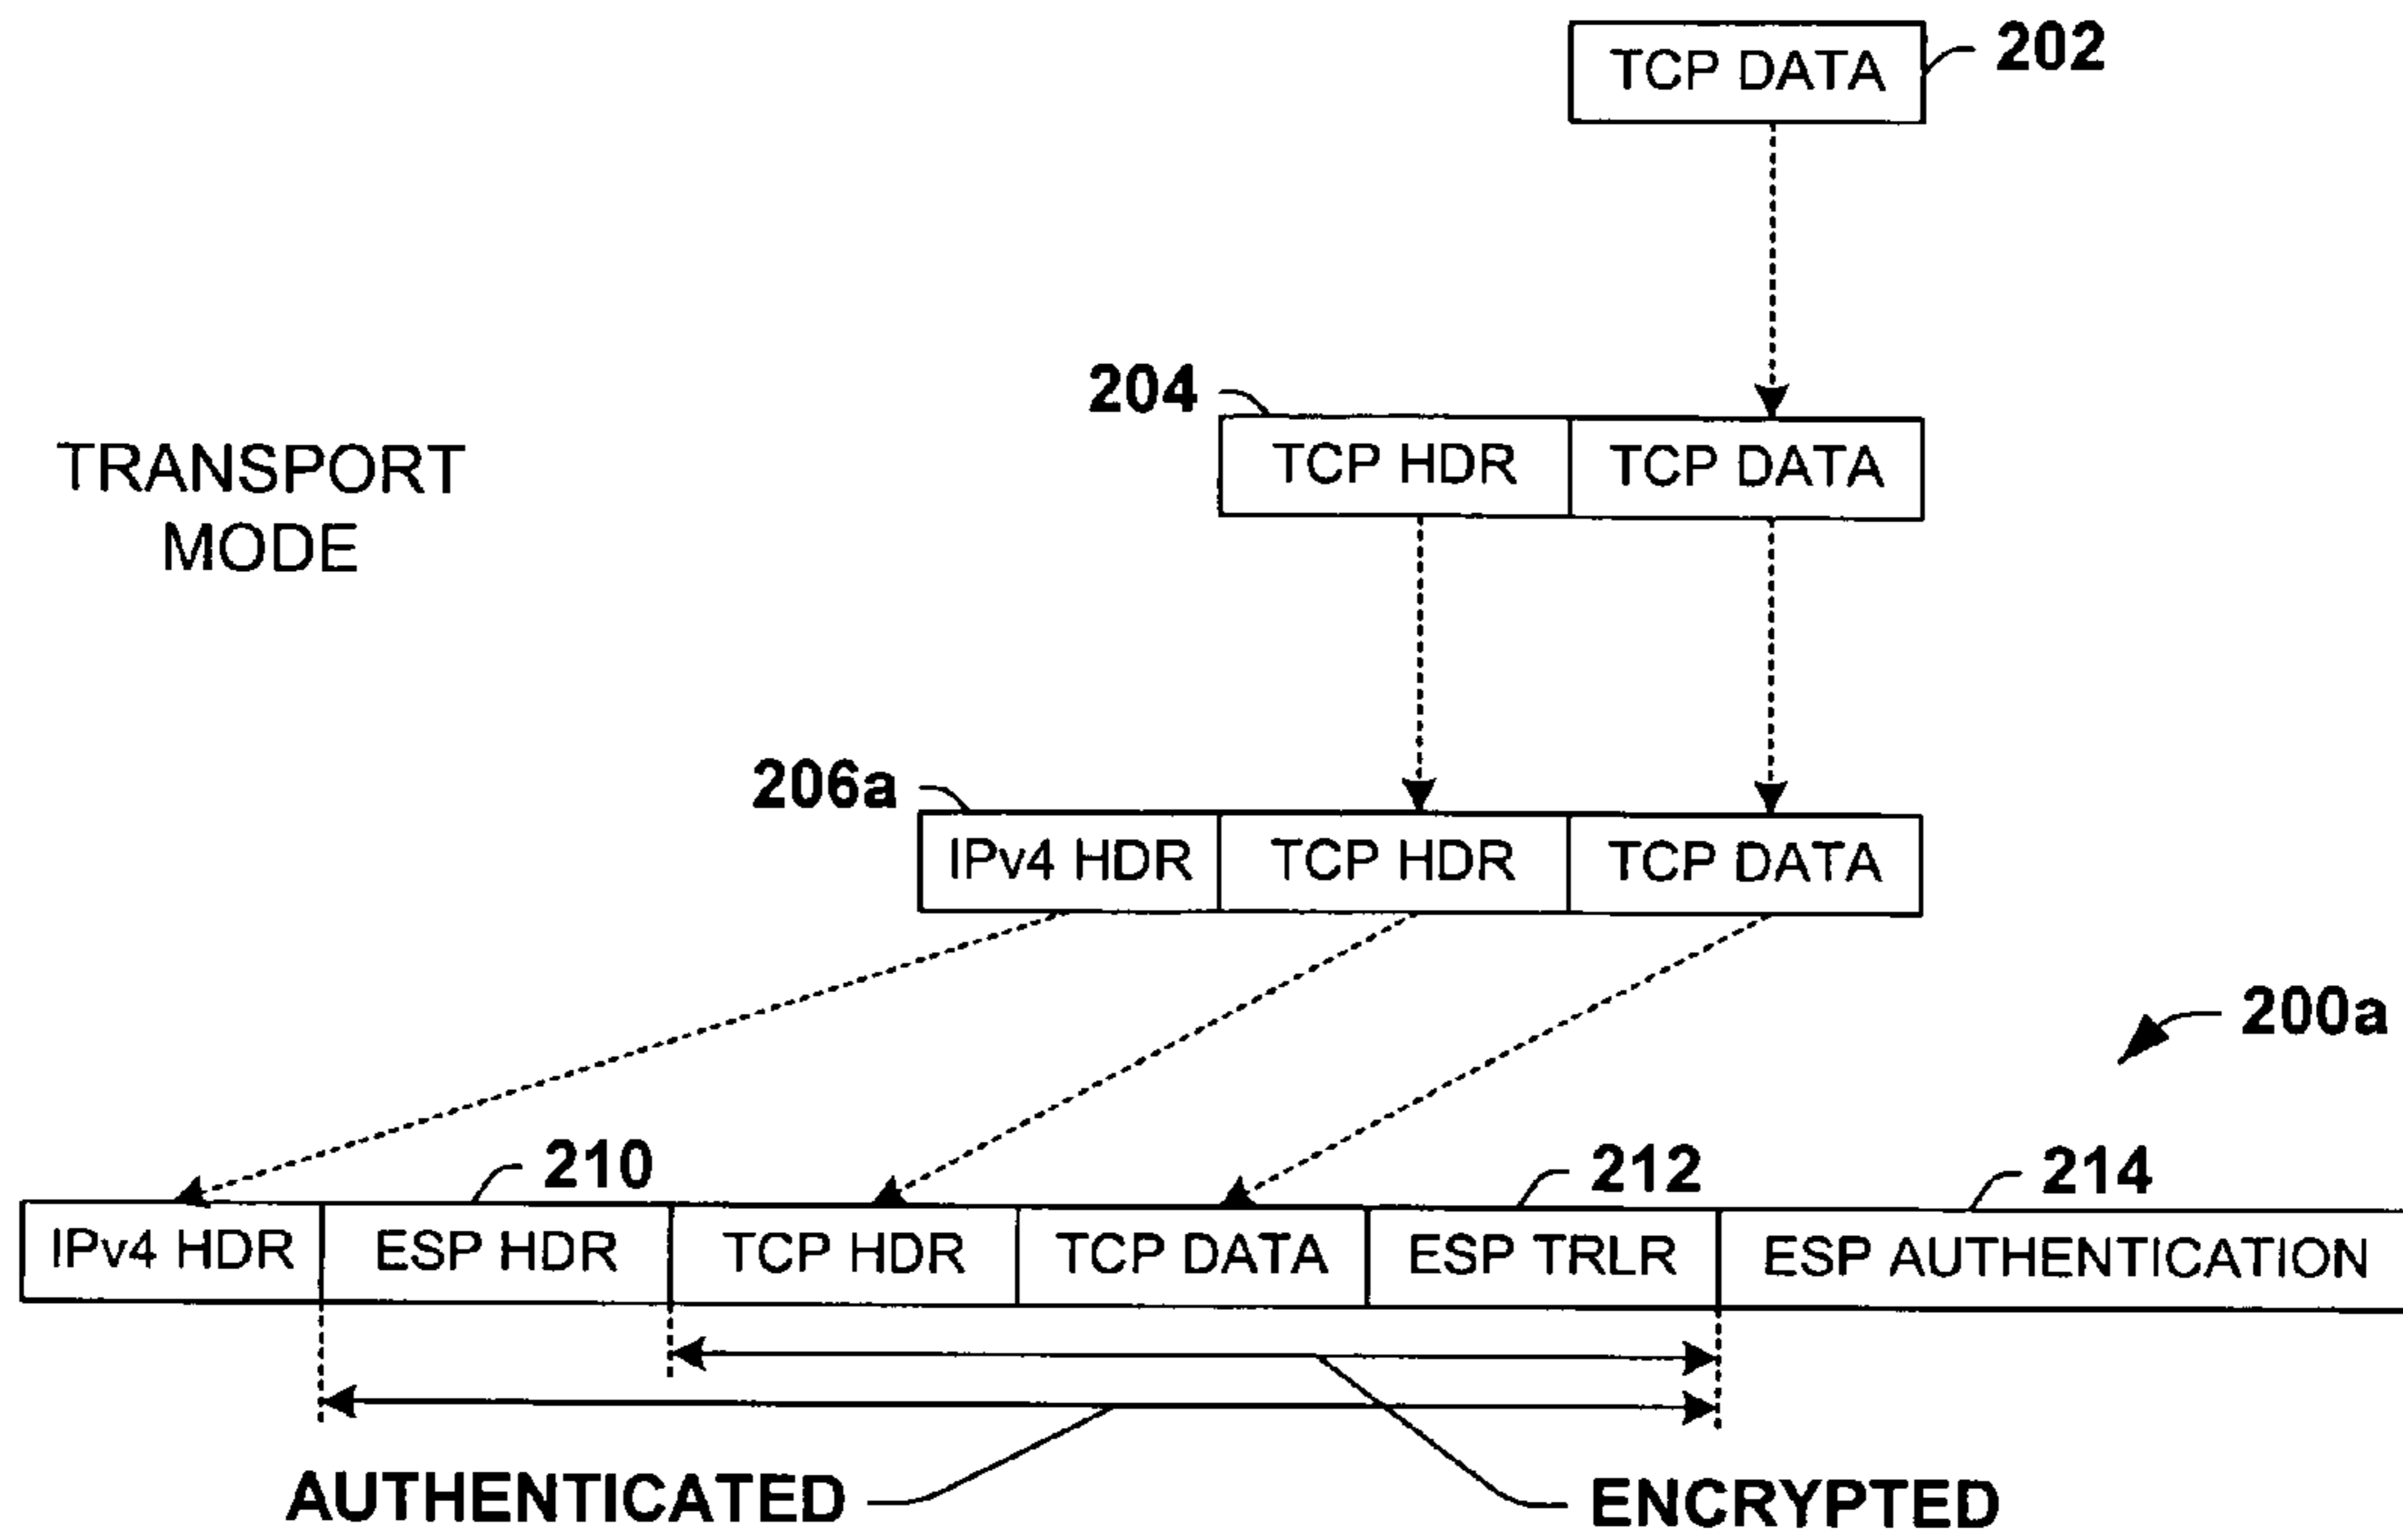 TCP DATA 202
204
TCP HDR TCP DATA
TRANSPORT
MODE
206a
IPv4 HDR TCP HDR TCP DATA
200a
210 212 214
IPv4 HDR ESP HDR TCP HDR TCP DATA ESP TRLR ESP AUTHENTICATION
AUTHENTICATED ENCRYPTED